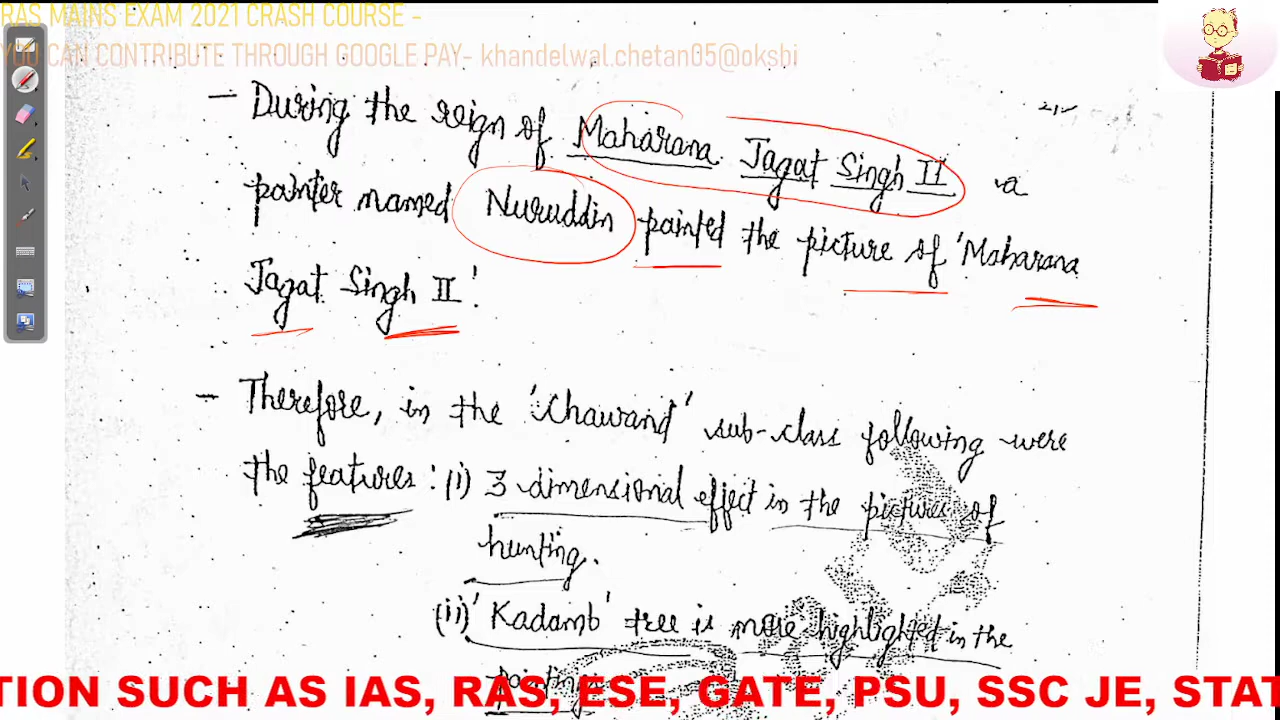 RAS MAINS EXAM 2021 CRASH COURSE -
YOU CAN CONTRIBUTE THROUGH GOOGLE PAY- khandelwal.chetan05@oksbi
- During the reign of Maharana Jagat Singh II a
painter named Nuruddin painted the picture of 'Maharana
Jagat Singh II'.
- Therefore, in the 'Chawand' sub-class following were
the features : (i) 3 dimensional effect in the pictures of
hunting.
(ii) 'Kadamb' tree is more highlighted in the
paintings
TION SUCH AS IAS, RAS, ESE, GATE, PSU, SSC JE, STAT